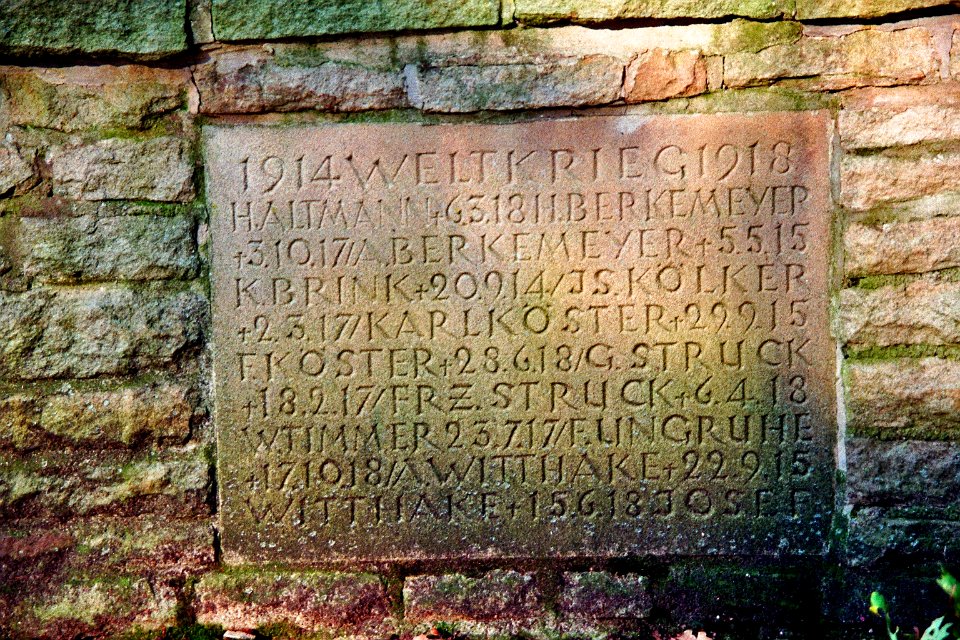 1914 WELTKRIEG 1918
H.ALTMANN+6.3.18 H.BERKEMEYER
+3.10.17/A.BERKEMEYER+5.5.15
K.BRINK+20.9.14/JS.KÖLKER
+2.3.17/KARL KÖSTER+29.9.15
F.KÖSTER+28.6.18/G.STRUCK
+18.2.17/FRZ.STRUCK+6.4.18
W.TIMMER 23.7.17 F.UNGRUHE
+17.10.18/A.WITTHAKE+22.9.15
WITTHAKE+15.6.18 JOSEF